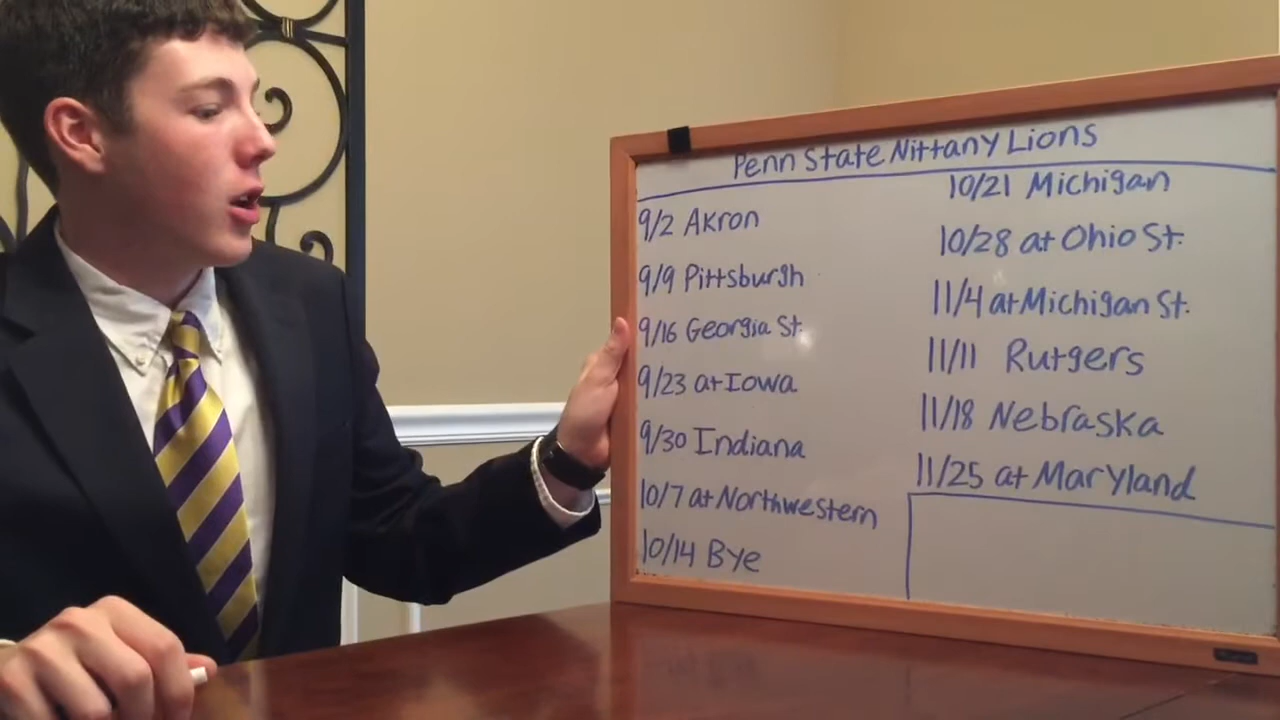 Penn State Nittany Lions
9/2 Akron
9/9 Pittsburgh
9/16 Georgia St.
9/23 at Iowa
9/30 Indiana
10/7 at Northwestern
10/14 Bye
10/21 Michigan
10/28 at Ohio St.
11/4 at Michigan St.
11/11 Rutgers
11/18 Nebraska
11/25 at Maryland